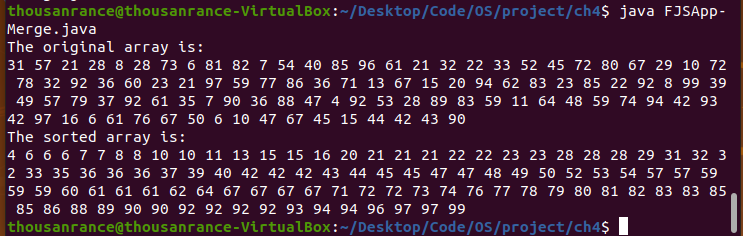 thousanrance@thousanrance-VirtualBox:~/Desktop/Code/OS/project/ch4$ java FJSApp-
Merge.java
The original array is:
31 57 21 28 8 28 73 6 81 82 7 54 40 85 96 61 21 32 22 33 52 45 72 80 67 29 10 72
 78 32 92 36 60 23 21 97 59 77 86 36 71 13 67 15 20 94 62 83 23 85 22 92 8 99 39
 49 57 79 37 92 61 35 7 90 36 88 47 4 92 53 28 89 83 59 11 64 48 59 74 94 42 93
42 97 16 6 61 76 67 50 6 10 47 67 45 15 44 42 43 90
The sorted array is:
4 6 6 6 7 7 8 8 10 10 11 13 15 15 16 20 21 21 21 22 22 23 23 28 28 28 29 31 32 3
2 33 35 36 36 36 37 39 40 42 42 42 43 44 45 45 47 47 48 49 50 52 53 54 57 57 59
59 59 60 61 61 61 62 64 67 67 67 67 71 72 72 73 74 76 77 78 79 80 81 82 83 83 85
 85 86 88 89 90 90 92 92 92 92 93 94 94 96 97 97 99
thousanrance@thousanrance-VirtualBox:~/Desktop/Code/OS/project/ch4$